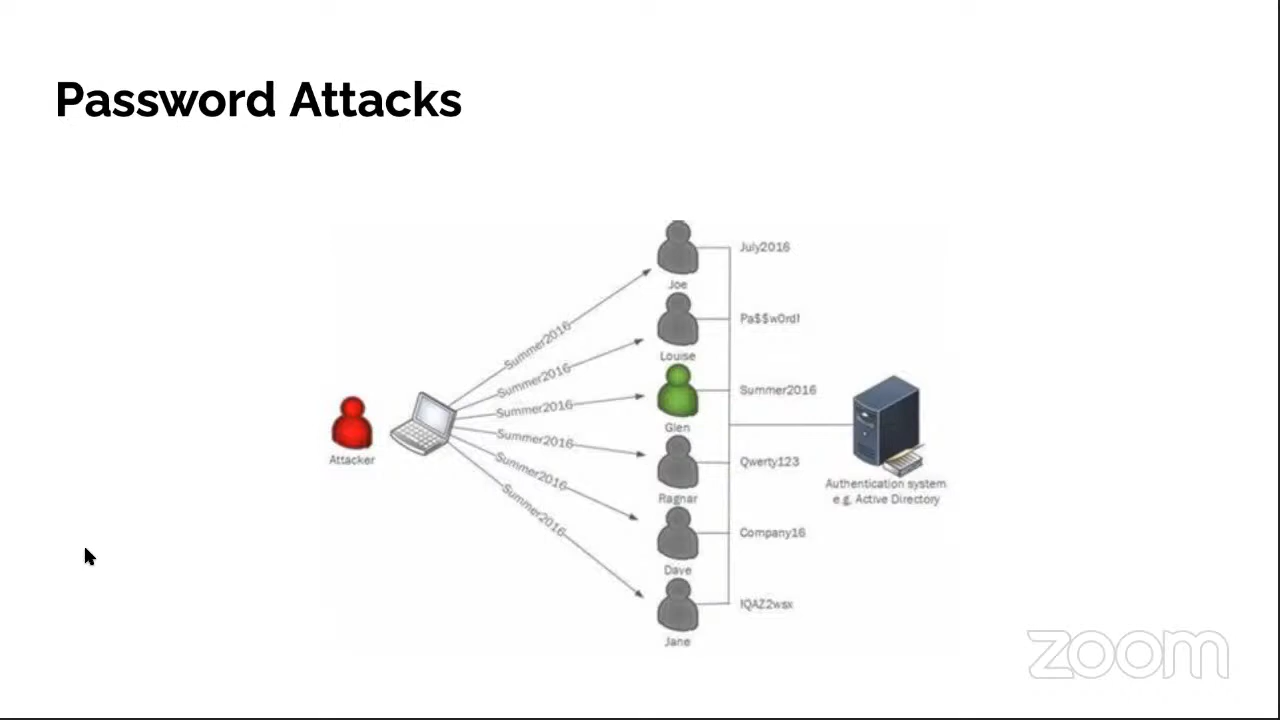 Password Attacks
July2016
Joe
Summer2016
Pa$$w0rd!
Louise
Summer2016
Summer2016
Glen
Summer2016
Attacker
Summer2016
Qwerty123
Ragnar
Authentication system
e.g. Active Directory
Summer2016
Company16
Dave
Summer2016
!QAZ2wsx
Jane
zoom